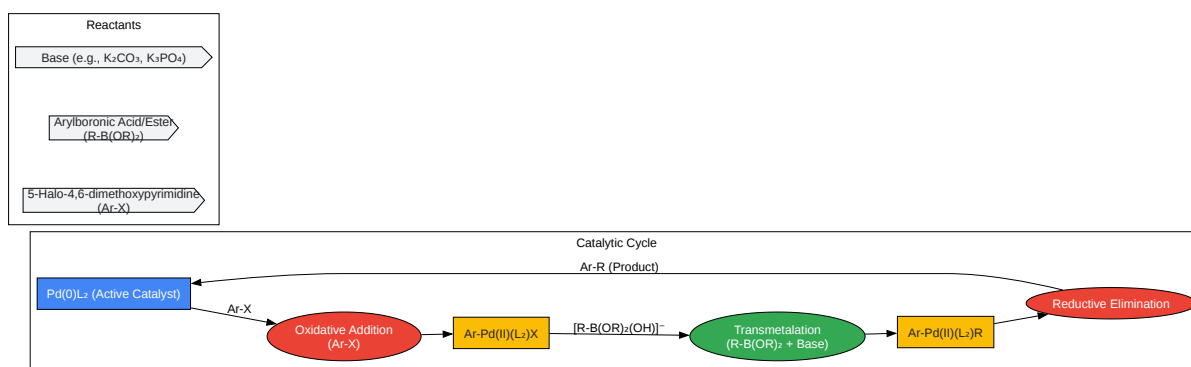 Reactants
Base (e.g., K₂CO₃, K₃PO₄)
Arylboronic Acid/Ester
(R-B(OR)₂)
5-Halo-4,6-dimethoxypyrimidine
(Ar-X)
Catalytic Cycle
Ar-R (Product)
Pd(0)L₂ (Active Catalyst)
Ar-X
Oxidative Addition
(Ar-X)
Ar-Pd(II)(L₂)X
[R-B(OR)₂(OH)]⁻
Transmetalation
(R-B(OR)₂ + Base)
Ar-Pd(II)(L₂)R
Reductive Elimination